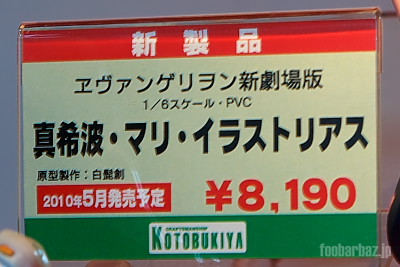 新製品
ヱヴァンゲリヲン新劇場版
1/6スケール・PVC
真希波・マリ・イラストリアス
原型製作：白髭創
2010年5月発売予定 ¥8,190
CRAFTSMANSHIP
KOTOBUKIYA
foobarbaz.jp